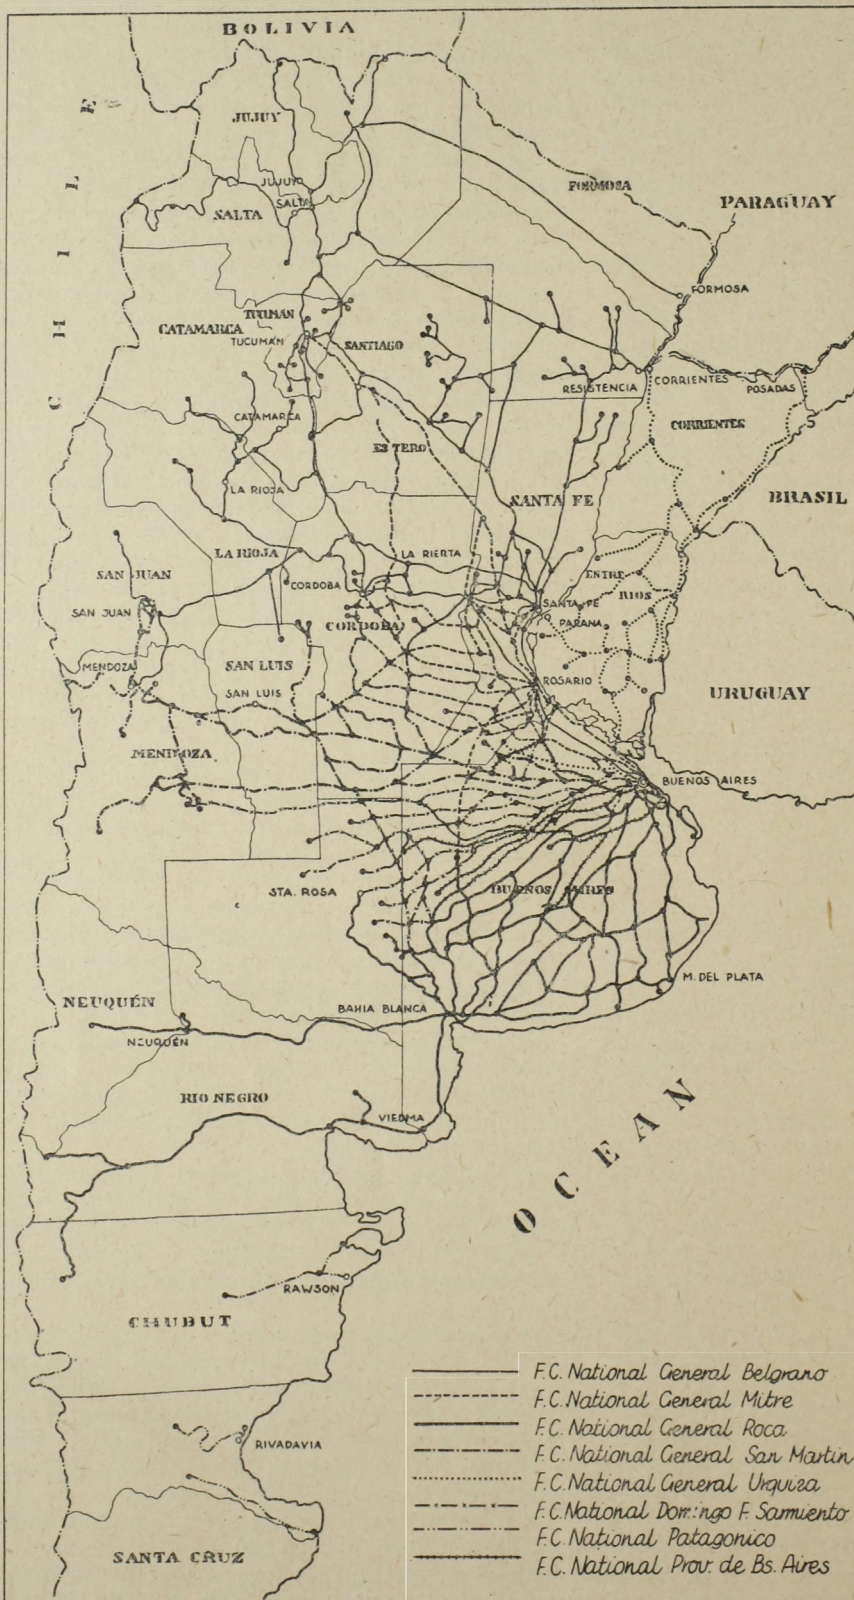 BOLIVIA
CHILE
JUJUY
JUJUY
SALTA
SALTA
FORMOSA
PARAGUAY
FORMOSA
TUCUMAN
CATAMARCA
TUCUMÁN
SANTIAGO
RESISTENCIA
CORRIENTES
POSADAS
CATAMARCA
CORRIENTES
ESTERO
LA RIOJA
SANTA FE
BRASIL
LA RIOJA
LA RIERTA
SAN JUAN
CORDOBA
ENTRE
RIOS
SAN JUAN
SANTA FE
CORDOBA
PARANA
MENDOZA
SAN LUIS
SAN LUIS
ROSARIO
URUGUAY
MENDOZA
BUENOS AIRES
STA. ROSA
BUENOS AIRES
M. DEL PLATA
NEUQUÉN
BAHIA BLANCA
NEUQUÉN
RIO NEGRO
VIEDMA
OCEAN
RAWSON
CHUBUT
F.C. National General Belgrano
F.C. National General Mitre
F.C. National General Roca
F.C. National General San Martin
F.C. National General Urquiza
F.C. National Domingo F. Sarmiento
F.C. National Patagonico
F.C. National Prov. de Bs. Aires
RIVADAVIA
SANTA CRUZ